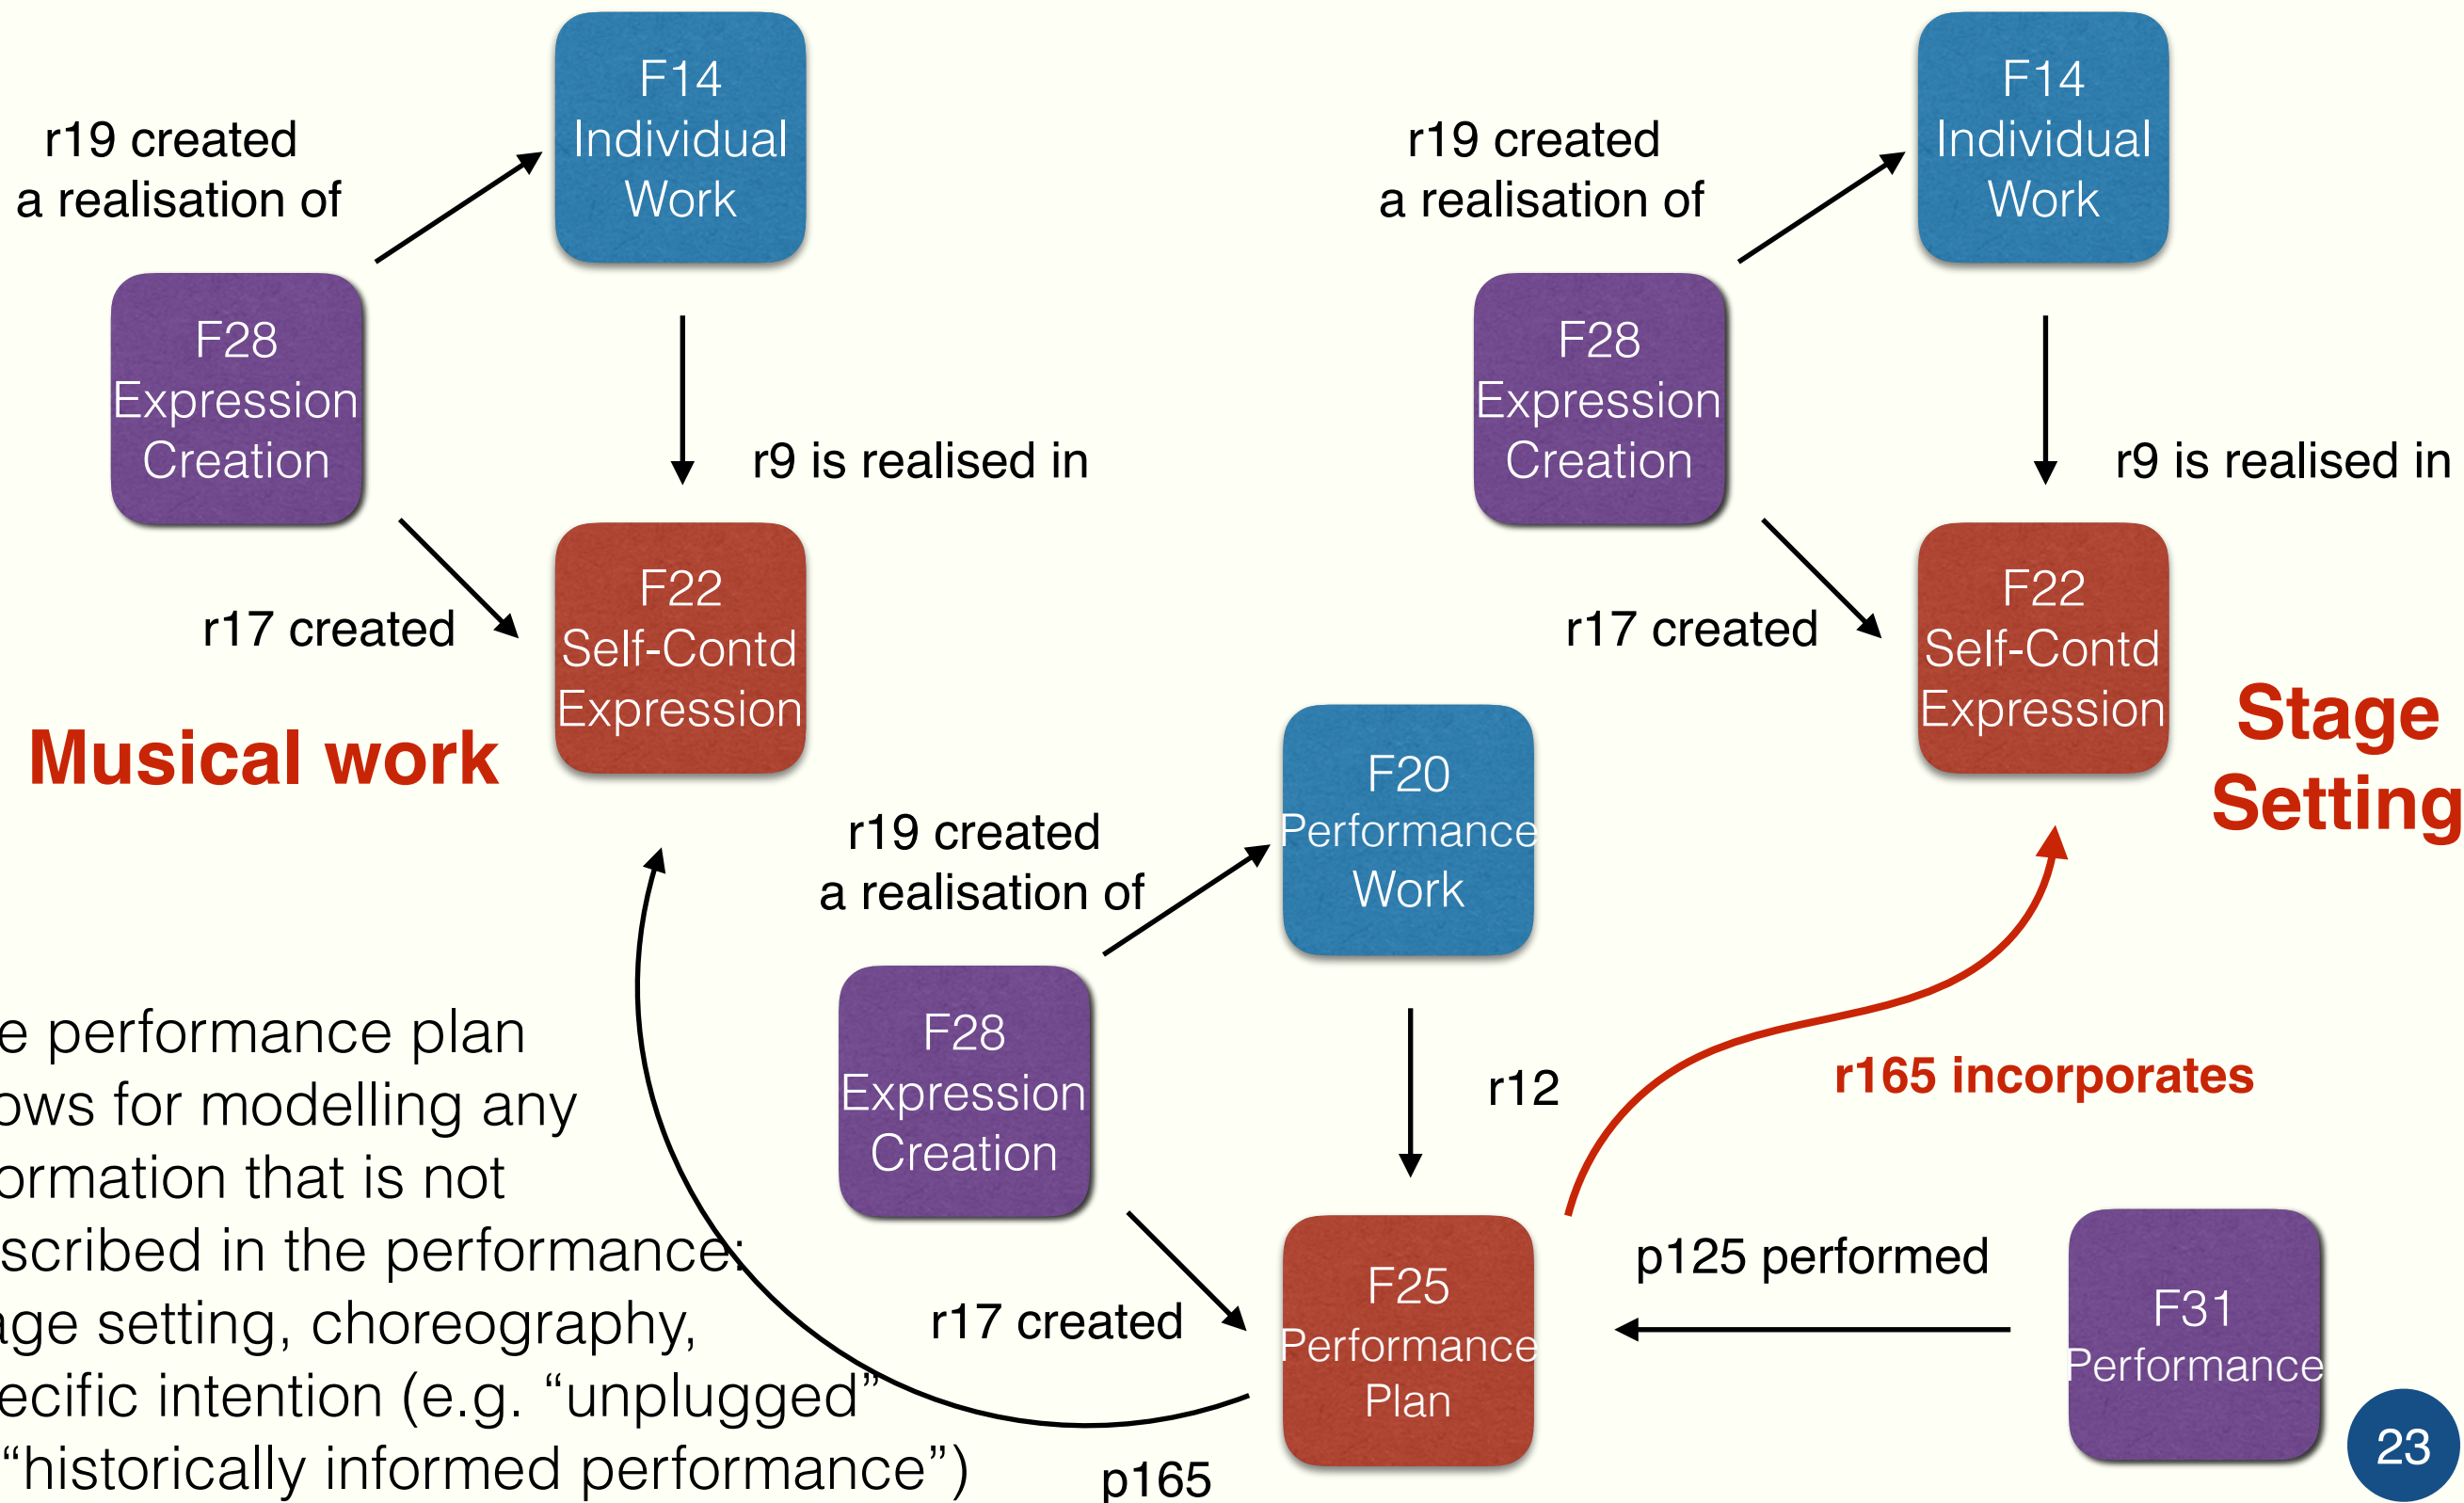 F14
Individual
Work
r19 created
a realisation of
F28
Expression
Creation
r9 is realised in
r17 created
F22
Self-Contd
Expression
Musical work
F14
Individual
Work
r19 created
a realisation of
F28
Expression
Creation
r9 is realised in
r17 created
F22
Self-Contd
Expression
Stage
Setting
F20
Performance
Work
r19 created
a realisation of
F28
Expression
Creation
r12
r17 created
F25
Performance
Plan
r165 incorporates
p125 performed
F31
Performance
p165
e performance plan
ows for modelling any
ormation that is not
scribed in the performance:
age setting, choreography,
ecific intention (e.g. “unplugged”
“historically informed performance”)
23